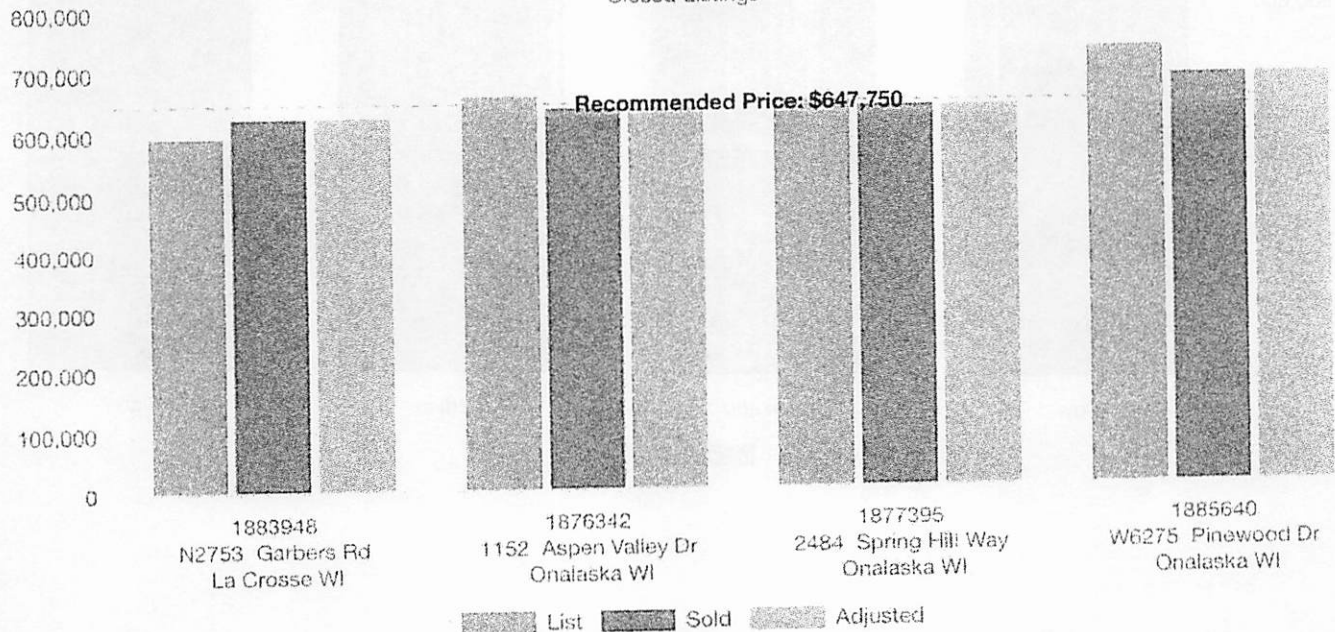 800,000
700,000
Recommended Price: $647,750
600,000
500,000
400,000
300,000
200,000
100,000
0
1883948
N2753 Garbers Rd
La Crosse WI
1876342
1152 Aspen Valley Dr
Onalaska WI
1877395
2484 Spring Hill Way
Onalaska WI
1885640
W6275 Pinewood Dr
Onalaska WI
List Sold Adjusted